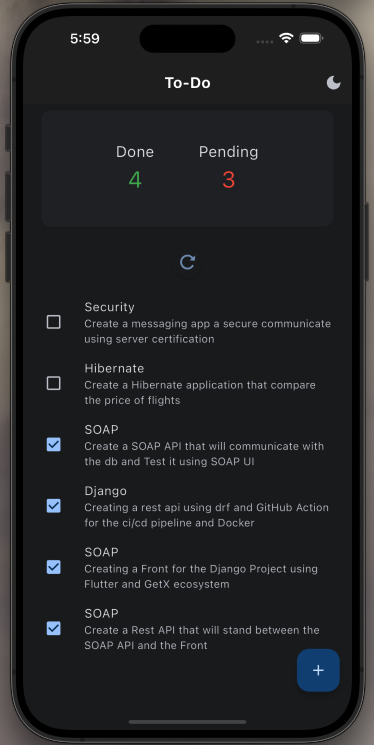 5:59
To-Do
Done
Pending
4
3
Security
Create a messaging app a secure communicate
using server certification
Hibernate
Create a Hibernate application that compare
the price of flights
SOAP
Create a SOAP API that will communicate with
the db and Test it using SOAP UI
Django
Creating a rest api using drf and GitHub Action
for the ci/cd pipeline and Docker
SOAP
Creating a Front for the Django Project using
Flutter and GetX ecosystem
SOAP
Create a Rest API that will stand between the
SOAP API and the Front
+